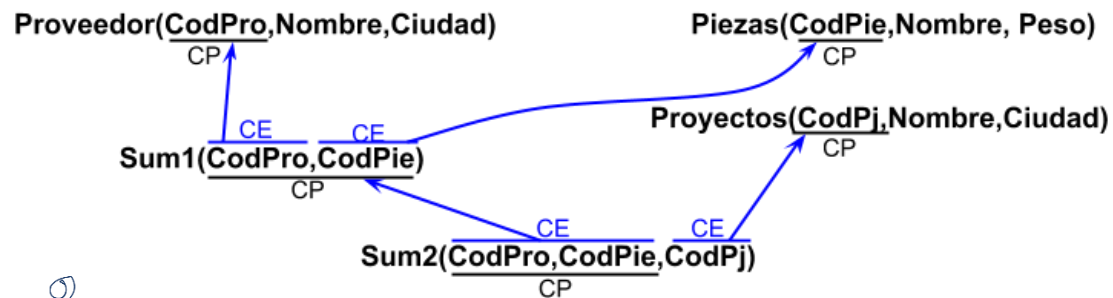 Proveedor(CodPro,Nombre,Ciudad)
CP
Piezas(CodPie,Nombre, Peso)
CP
Proyectos(CodPj,Nombre,Ciudad)
CP
CE CE
Sum1(CodPro,CodPie)
CP
CE CE
Sum2(CodPro,CodPie,CodPj)
CP